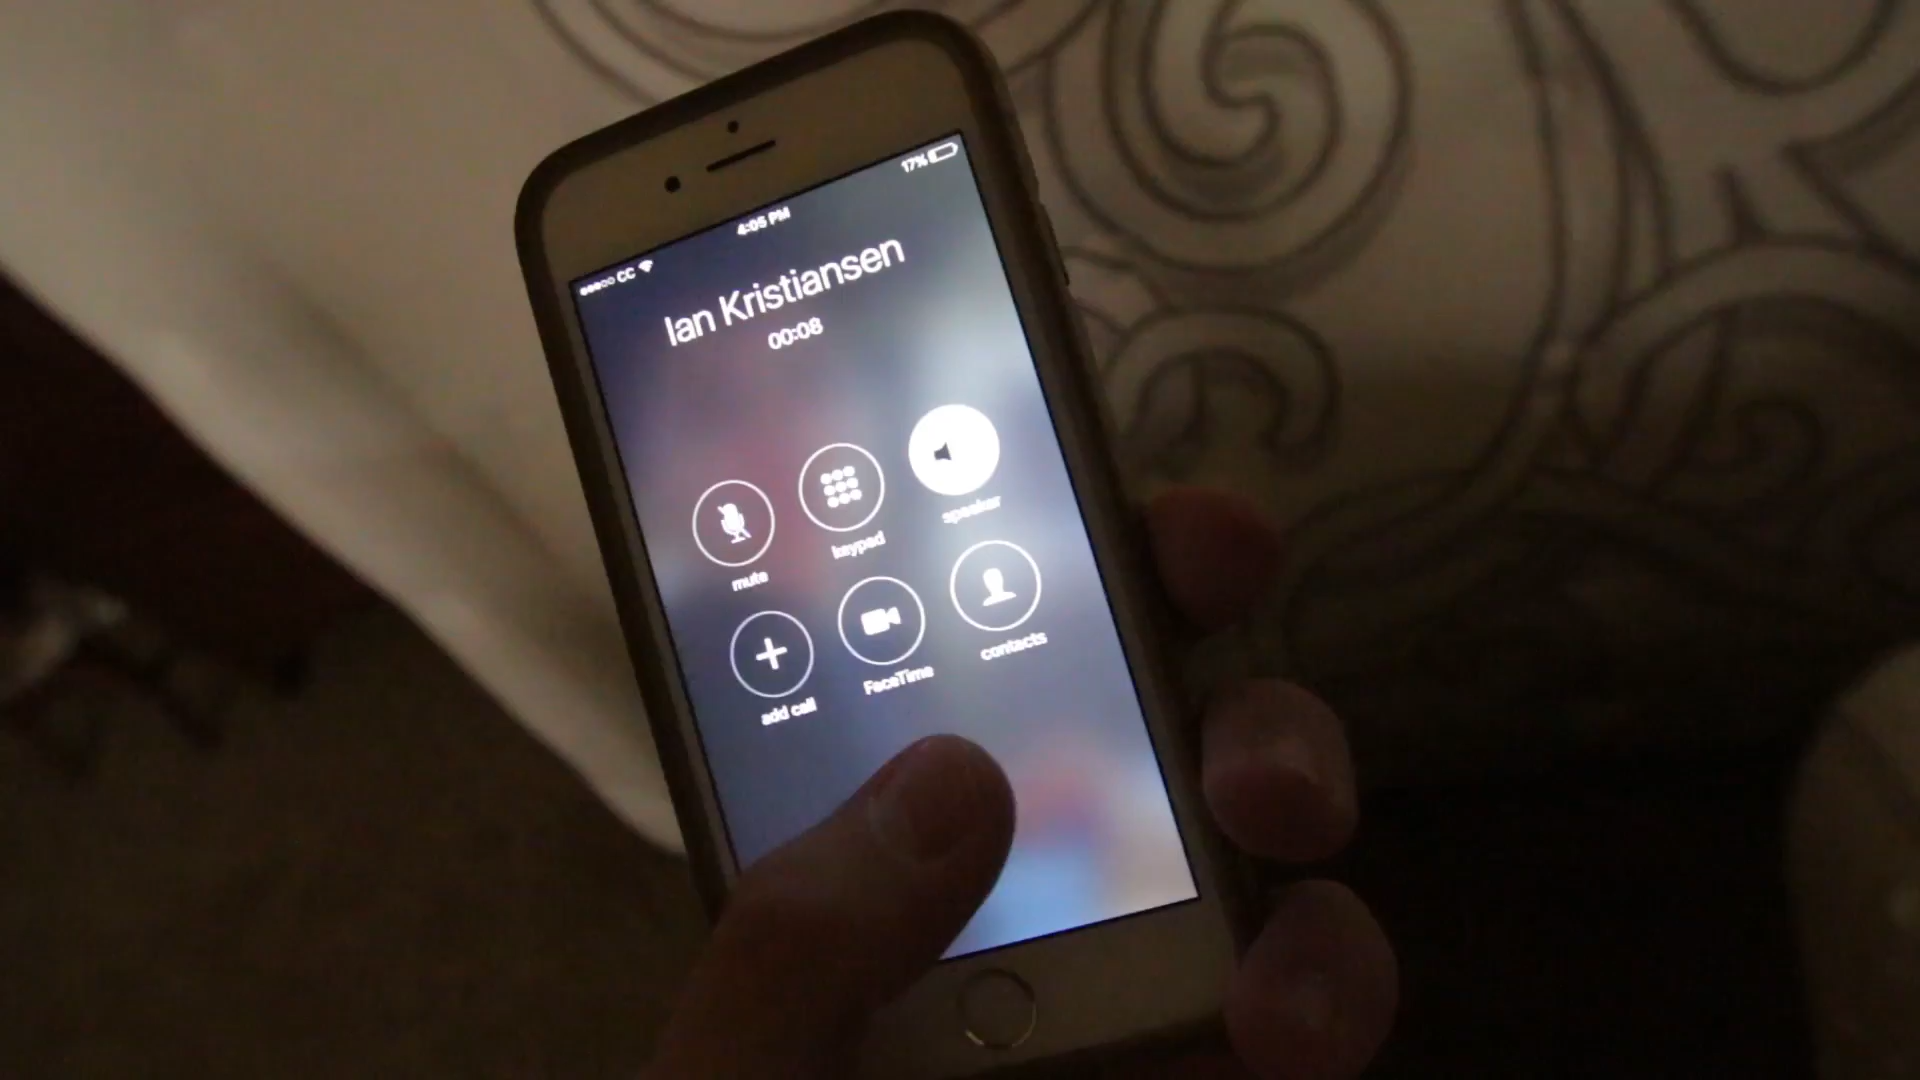 17%
4:05 PM
CC
Ian Kristiansen
00:08
mute
keypad
speaker
add call
FaceTime
contacts